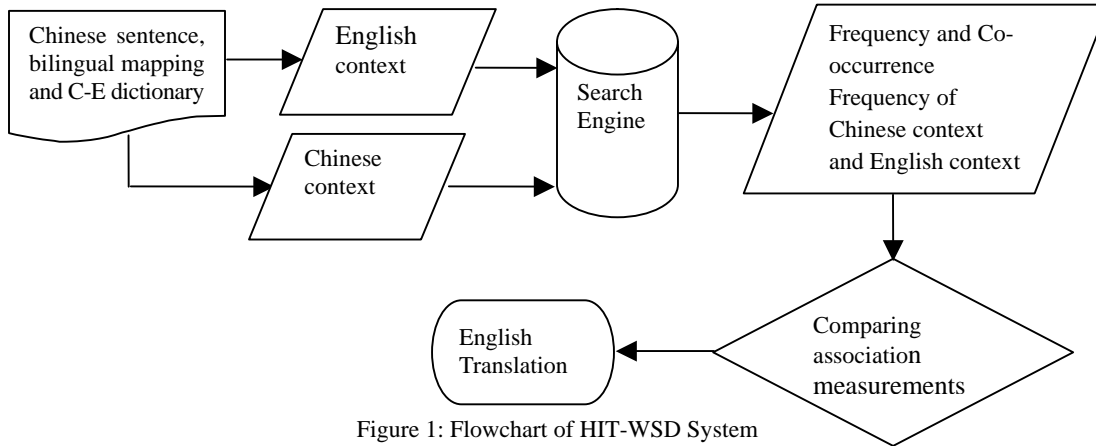 Chinese sentence,
bilingual mapping
and C-E dictionary
English
context
Chinese
context
Search
Engine
Frequency and Co-
occurrence
Frequency of
Chinese context
and English context
Comparing
association
measurements
English
Translation
Figure 1: Flowchart of HIT-WSD System